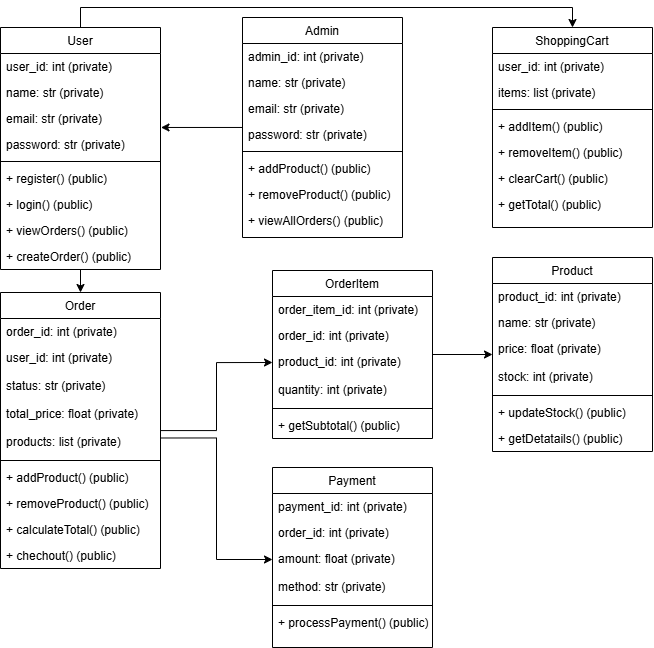 User
user_id: int (private)
name: str (private)
email: str (private)
password: str (private)
+ register() (public)
+ login() (public)
+ viewOrders() (public)
+ createOrder() (public)
Admin
admin_id: int (private)
name: str (private)
email: str (private)
password: str (private)
+ addProduct() (public)
+ removeProduct() (public)
+ viewAllOrders() (public)
ShoppingCart
user_id: int (private)
items: list (private)
+ addItem() (public)
+ removeItem() (public)
+ clearCart() (public)
+ getTotal() (public)
Order
order_id: int (private)
user_id: int (private)
status: str (private)
total_price: float (private)
products: list (private)
+ addProduct() (public)
+ removeProduct() (public)
+ calculateTotal() (public)
+ chechout() (public)
OrderItem
order_item_id: int (private)
order_id: int (private)
product_id: int (private)
quantity: int (private)
+ getSubtotal() (public)
Product
product_id: int (private)
name: str (private)
price: float (private)
stock: int (private)
+ updateStock() (public)
+ getDetatails() (public)
Payment
payment_id: int (private)
order_id: int (private)
amount: float (private)
method: str (private)
+ processPayment() (public)